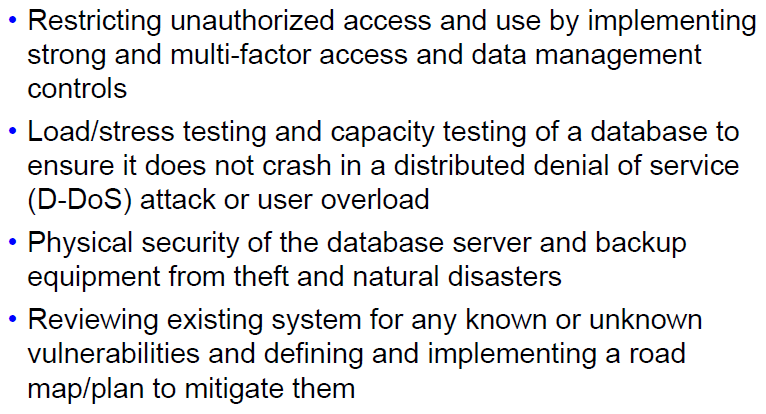 • Restricting unauthorized access and use by implementing
strong and multi-factor access and data management
controls
• Load/stress testing and capacity testing of a database to
ensure it does not crash in a distributed denial of service
(D-DoS) attack or user overload
• Physical security of the database server and backup
equipment from theft and natural disasters
• Reviewing existing system for any known or unknown
vulnerabilities and defining and implementing a road
map/plan to mitigate them